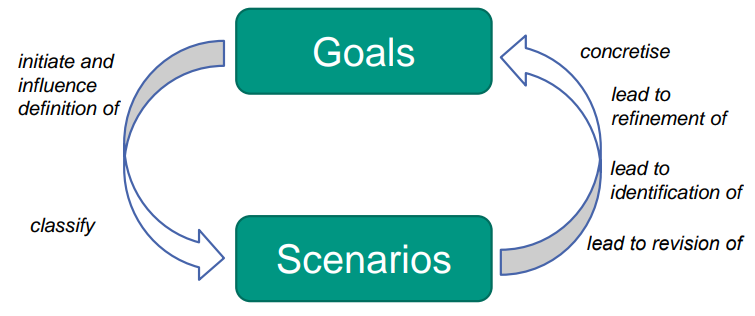 Goals
initiate and
influence
definition of
classify
concretise
lead to
refinement of
lead to
identification of
lead to revision of
Scenarios